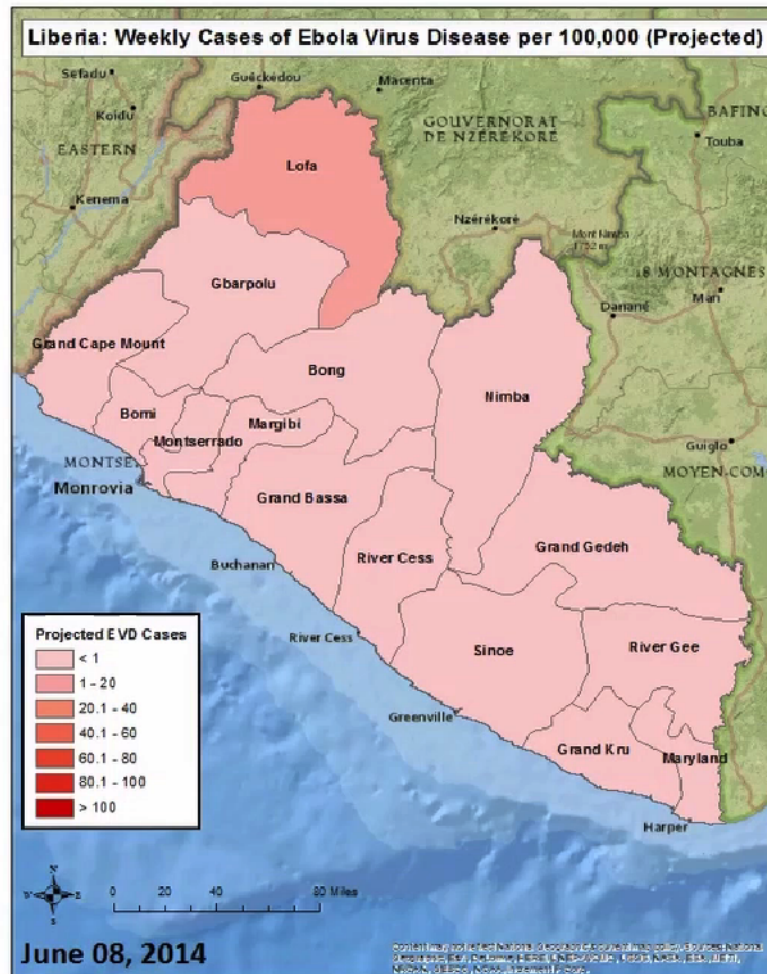 Liberia: Weekly Cases of Ebola Virus Disease per 100,000 (Projected)
Sefadu
Guéckédou
Macenta
Koidu
GOUVERNORAT
DE NZÉRÉKORÉ
BAFING
Touba
EASTERN
Lofa
Kenema
Nzérékoré
Mont Nimba
1752 m
18 MONTAGNES
Gbarpolu
Man
Danané
Grand Cape Mount
Bong
Nimba
Bomi
Margibi
Montserrado
Guiglo
MONTSE
MOYEN-COMO
Monrovia
Grand Bassa
Grand Gedeh
River Cess
Buchanan
Projected EVD Cases
< 1
1 - 20
20.1 - 40
40.1 - 60
60.1 - 80
80.1 - 100
> 100
River Cess
Sinoe
River Gee
Greenville
Grand Kru
Maryland
Harper
N
W E
S
0 20 40 80 Miles
June 08, 2014